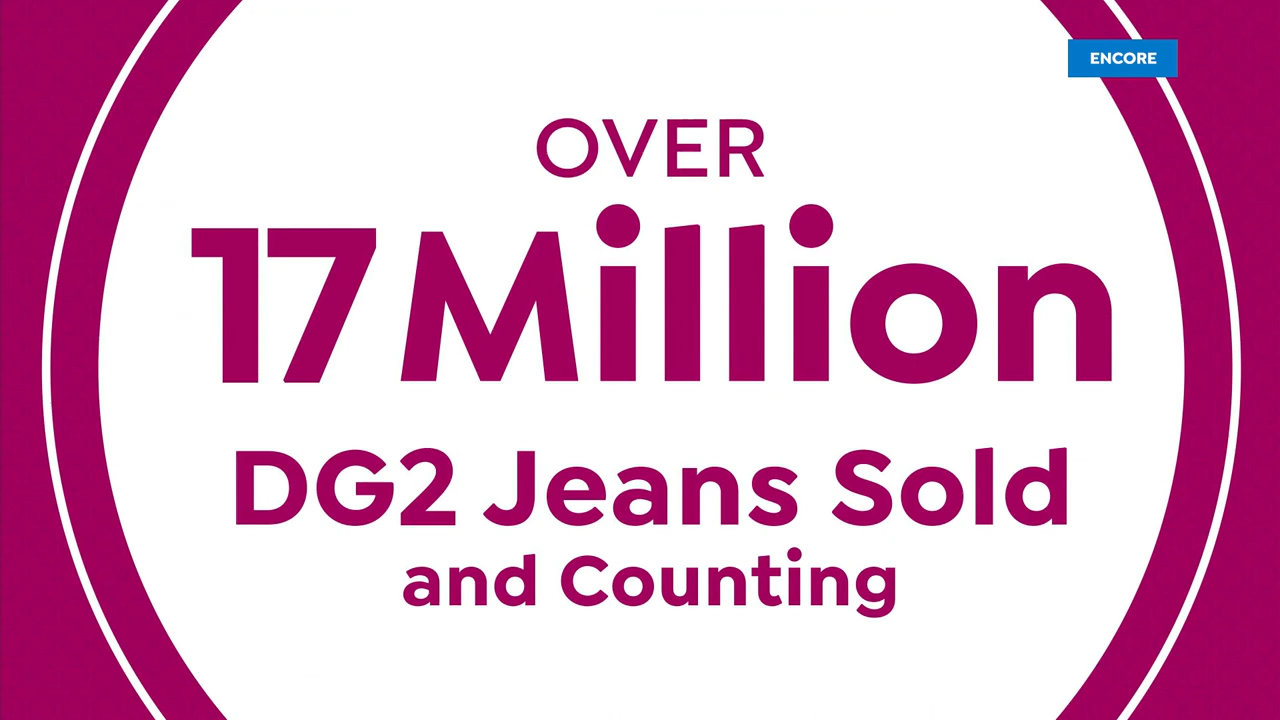 ENCORE
OVER
17 Million
DG2 Jeans Sold
and Counting